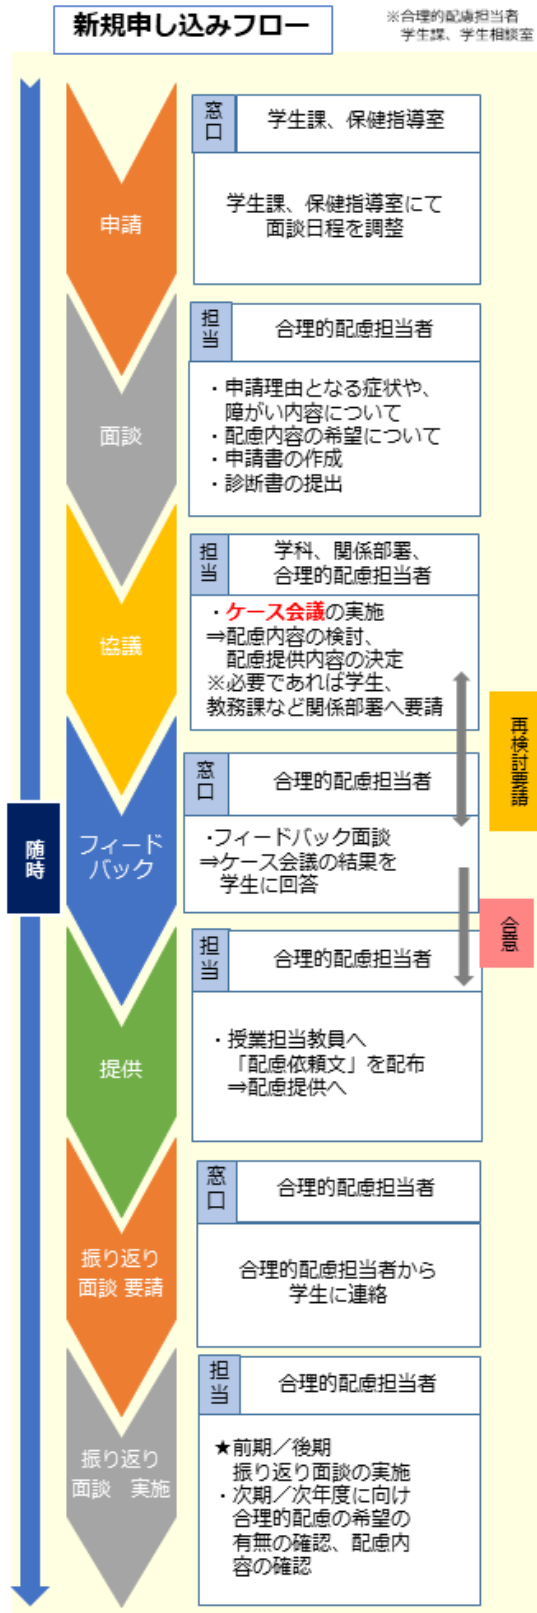 新規申し込みフロー
※合理的配慮担当者
学生課、学生相談室
申請
窓口
学生課、保健指導室
学生課、保健指導室にて
面談日程を調整
面談
担当
合理的配慮担当者
・申請理由となる症状や、
障がい内容について
・配慮内容の希望について
・申請書の作成
・診断書の提出
協議
担当
学科、関係部署、
合理的配慮担当者
・ケース会議の実施
⇒配慮内容の検討、
配慮提供内容の決定
※必要であれば学生、
教務課など関係部署へ要請
再検討要請
随時
フィード
バック
窓口
合理的配慮担当者
・フィードバック面談
⇒ケース会議の結果を
学生に回答
合意
提供
担当
合理的配慮担当者
・授業担当教員へ
「配慮依頼文」を配布
⇒配慮提供へ
振り返り
面談 要請
窓口
合理的配慮担当者
合理的配慮担当者から
学生に連絡
振り返り
面談　実施
担当
合理的配慮担当者
★前期／後期
振り返り面談の実施
・次期／次年度に向け
合理的配慮の希望の
有無の確認、配慮内
容の確認